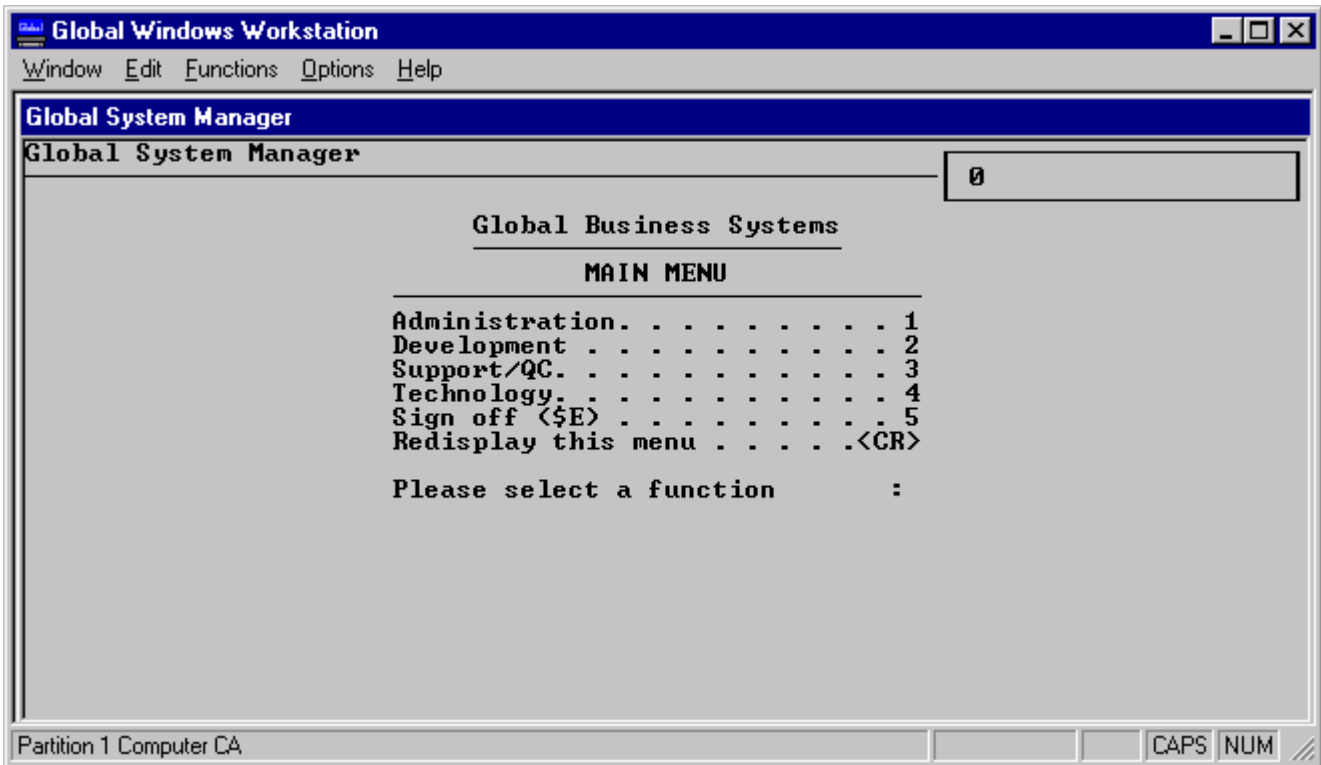 Global Windows Workstation
Window Edit Functions Options Help
Global System Manager
Global System Manager
0
Global Business Systems
MAIN MENU
Administration. . . . . . . . . . 1
Development . . . . . . . . . . . 2
Support/QC. . . . . . . . . . . . 3
Technology. . . . . . . . . . . . 4
Sign off ($E) . . . . . . . . . . 5
Redisplay this menu . . . . .<CR>
Please select a function :
Partition 1 Computer CA CAPS NUM